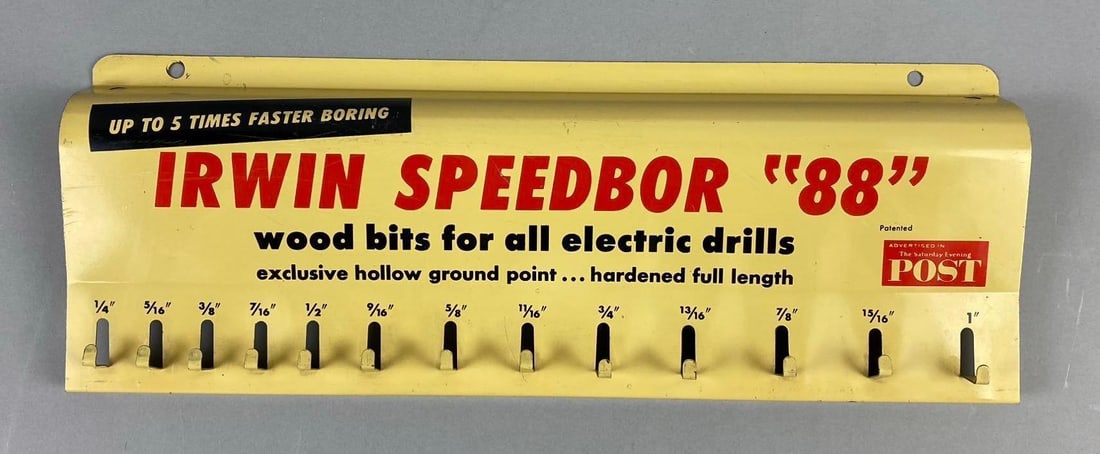 UP TO 5 TIMES FASTER BORING
IRWIN SPEEDBOR "88"
wood bits for all electric drills
Patented
exclusive hollow ground point...hardened full length
ADVERTISED IN
The Saturday Evening
POST
1/4" 5/16" 3/8" 7/16" 1/2" 9/16" 5/8" 11/16" 3/4" 13/16" 7/8" 15/16" 1"